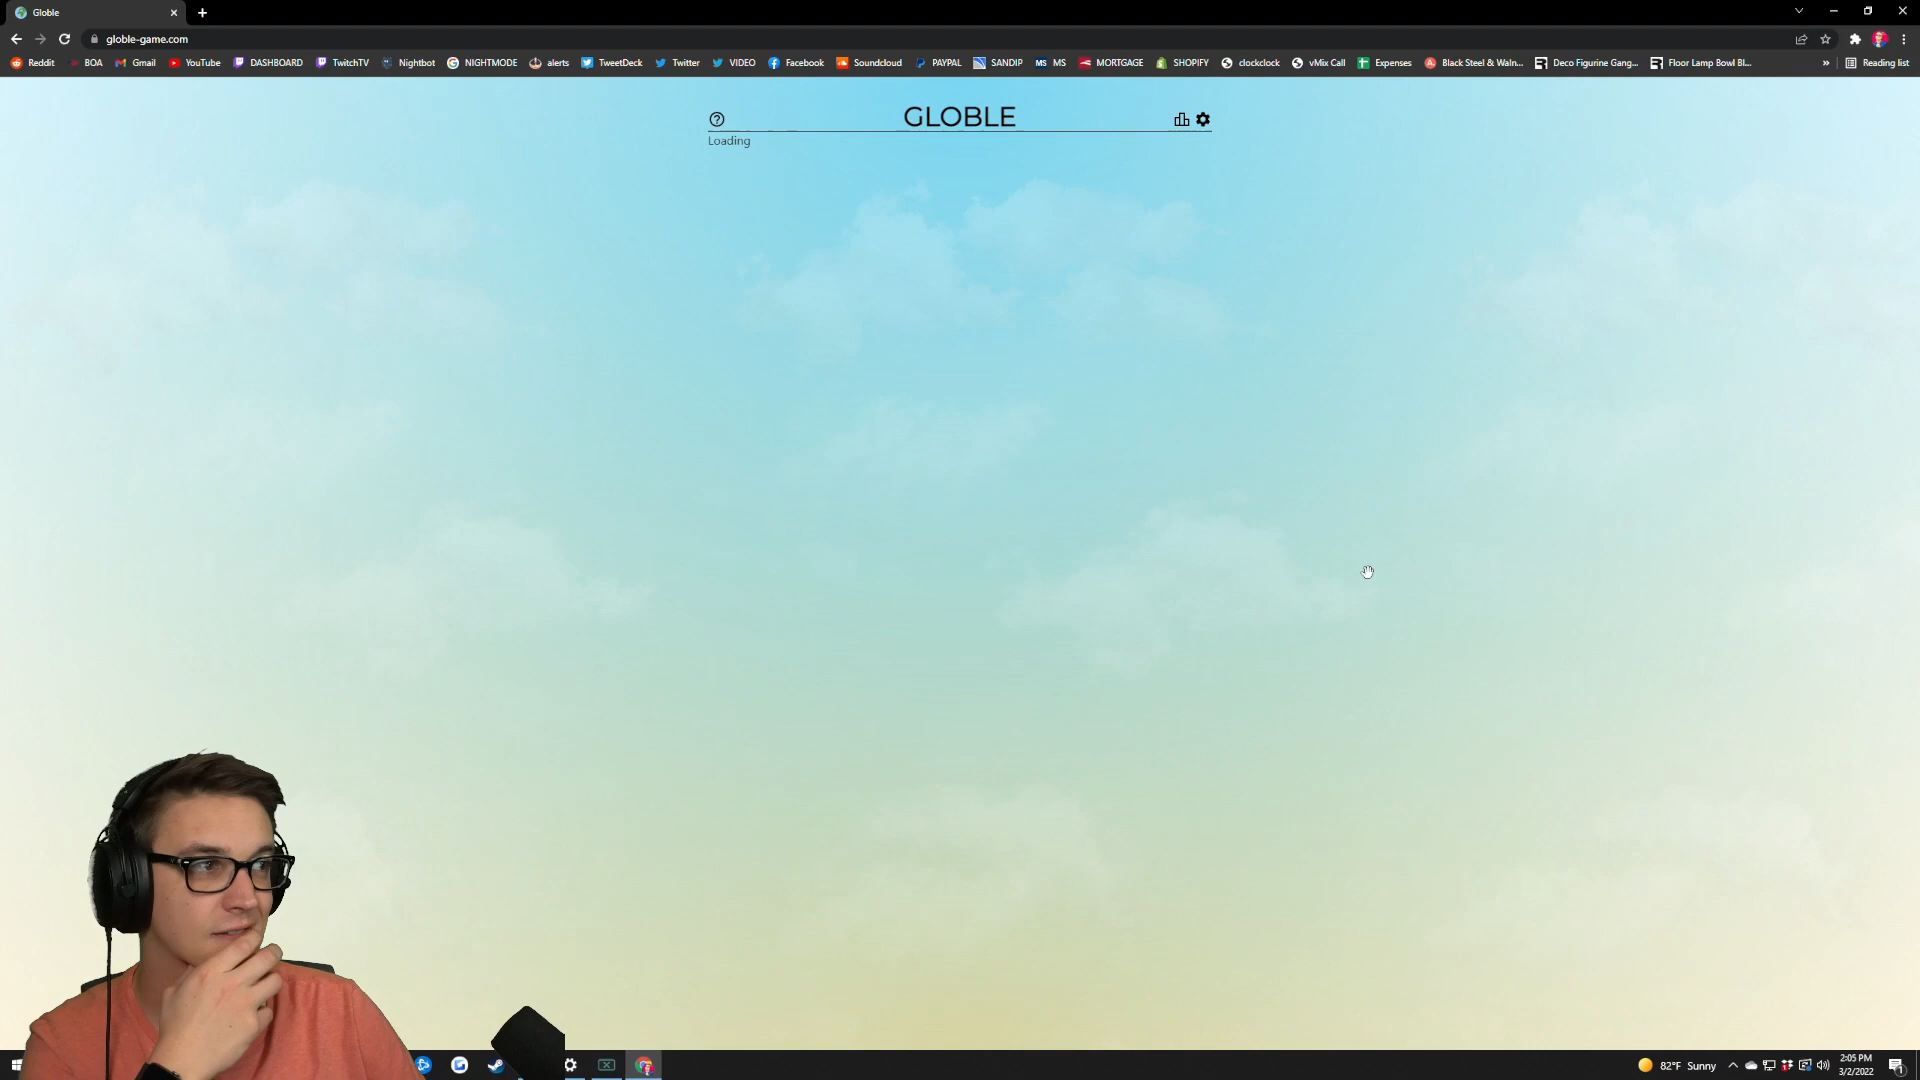 Globle
globle-game.com
Reddit BOA Gmail YouTube DASHBOARD TwitchTV Nightbot NIGHTMODE alerts TweetDeck Twitter VIDEO Facebook Soundcloud PAYPAL SANDIP MS MS MORTGAGE SHOPIFY clockclock vMix Call Expenses Black Steel & Waln... Deco Figurine Gang... Floor Lamp Bowl Bl... » Reading list
GLOBLE
Loading
82°F Sunny
2:05 PM
3/2/2022
1